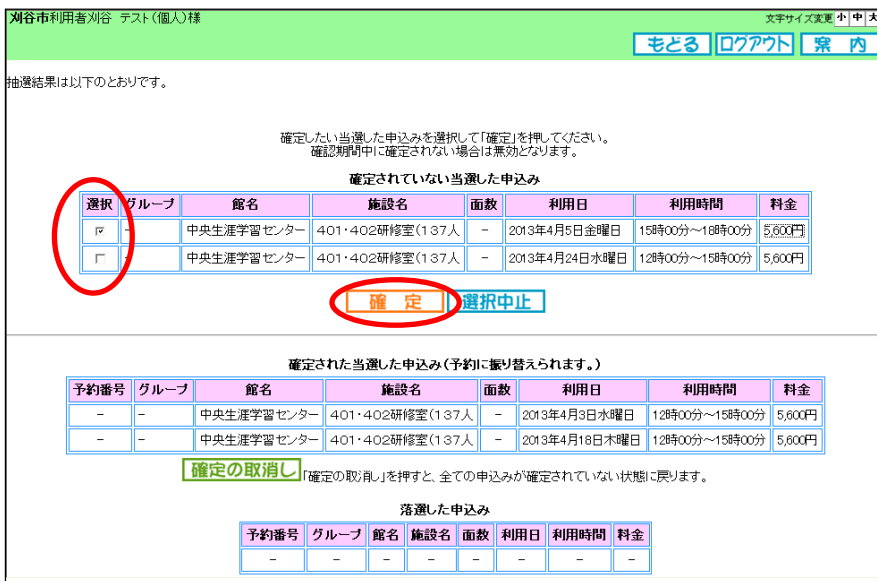 刈谷市利用者刈谷 テスト(個人)様
文字サイズ変更 小 中 大
もどる ログアウト 案 内
抽選結果は以下のとおりです。
確定したい当選した申込みを選択して「確定」を押してください。
確認期間中に確定されない場合は無効となります。
確定されていない当選した申込み
選択 グループ 館名 施設名 面数 利用日 利用時間 料金
- 中央生涯学習センター 401・402研修室(137人 - 2013年4月5日金曜日 15時00分～18時00分 5,600円
- 中央生涯学習センター 401・402研修室(137人 - 2013年4月24日水曜日 12時00分～15時00分 5,600円
確 定 選択中止
確定された当選した申込み(予約に振り替えられます。)
予約番号 グループ 館名 施設名 面数 利用日 利用時間 料金
- - 中央生涯学習センター 401・402研修室(137人 - 2013年4月3日水曜日 12時00分～15時00分 5,600円
- - 中央生涯学習センター 401・402研修室(137人 - 2013年4月18日木曜日 12時00分～15時00分 5,600円
確定の取消し 「確定の取消し」を押すと、全ての申込みが確定されていない状態に戻ります。
落選した申込み
予約番号 グループ 館名 施設名 面数 利用日 利用時間 料金
- - - - - - - -